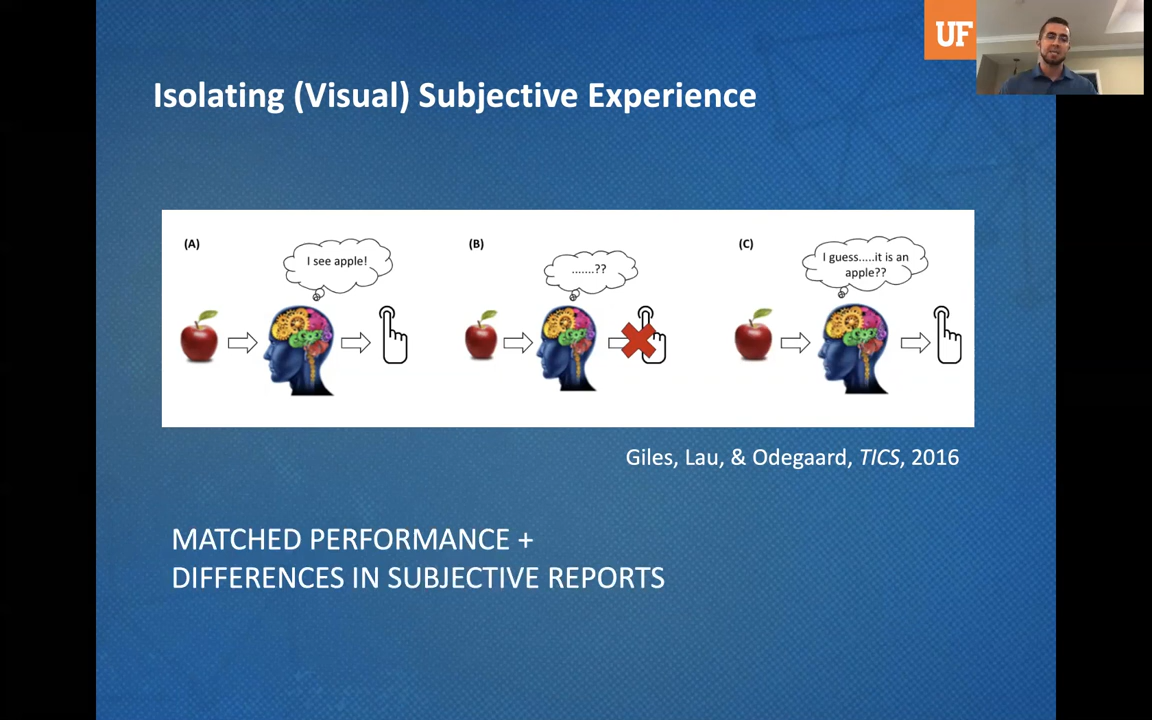 UF
Isolating (Visual) Subjective Experience
(A)
I see apple!
(B)
.......??
(C)
I guess.....it is an
apple??
Giles, Lau, & Odegaard, TICS, 2016
MATCHED PERFORMANCE +
DIFFERENCES IN SUBJECTIVE REPORTS